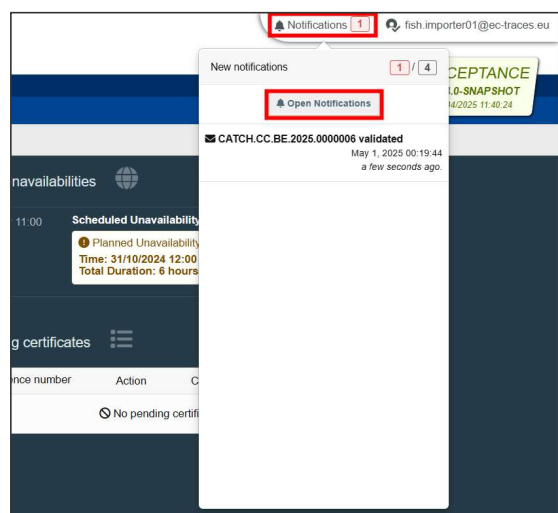 Notifications 1 fish.importer01@ec-traces.eu
New notifications 1 / 4
Open Notifications
CATCH.CC.BE.2025.0000006 validated
May 1, 2025 00:19:44
a few seconds ago.
CEPTANCE
.0-SNAPSHOT
4/2025 11:40:24
navailabilities
11:00 Scheduled Unavailability
Planned Unavailability
Time: 31/10/2024 12:00
Total Duration: 6 hours
g certificates
ence number Action C
No pending certifi